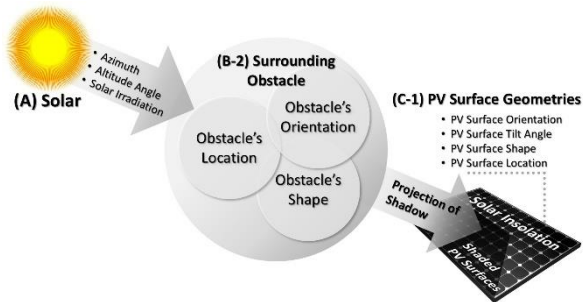 (A) Solar
• Azimuth
• Altitude Angle
• Solar Irradiation
(B-2) Surrounding
Obstacle
Obstacle's
Orientation
Obstacle's
Location
Obstacle's
Shape
Projection of
Shadow
(C-1) PV Surface Geometries
• PV Surface Orientation
• PV Surface Tilt Angle
• PV Surface Shape
• PV Surface Location
Solar Insolation
Shaded
PV Surfaces